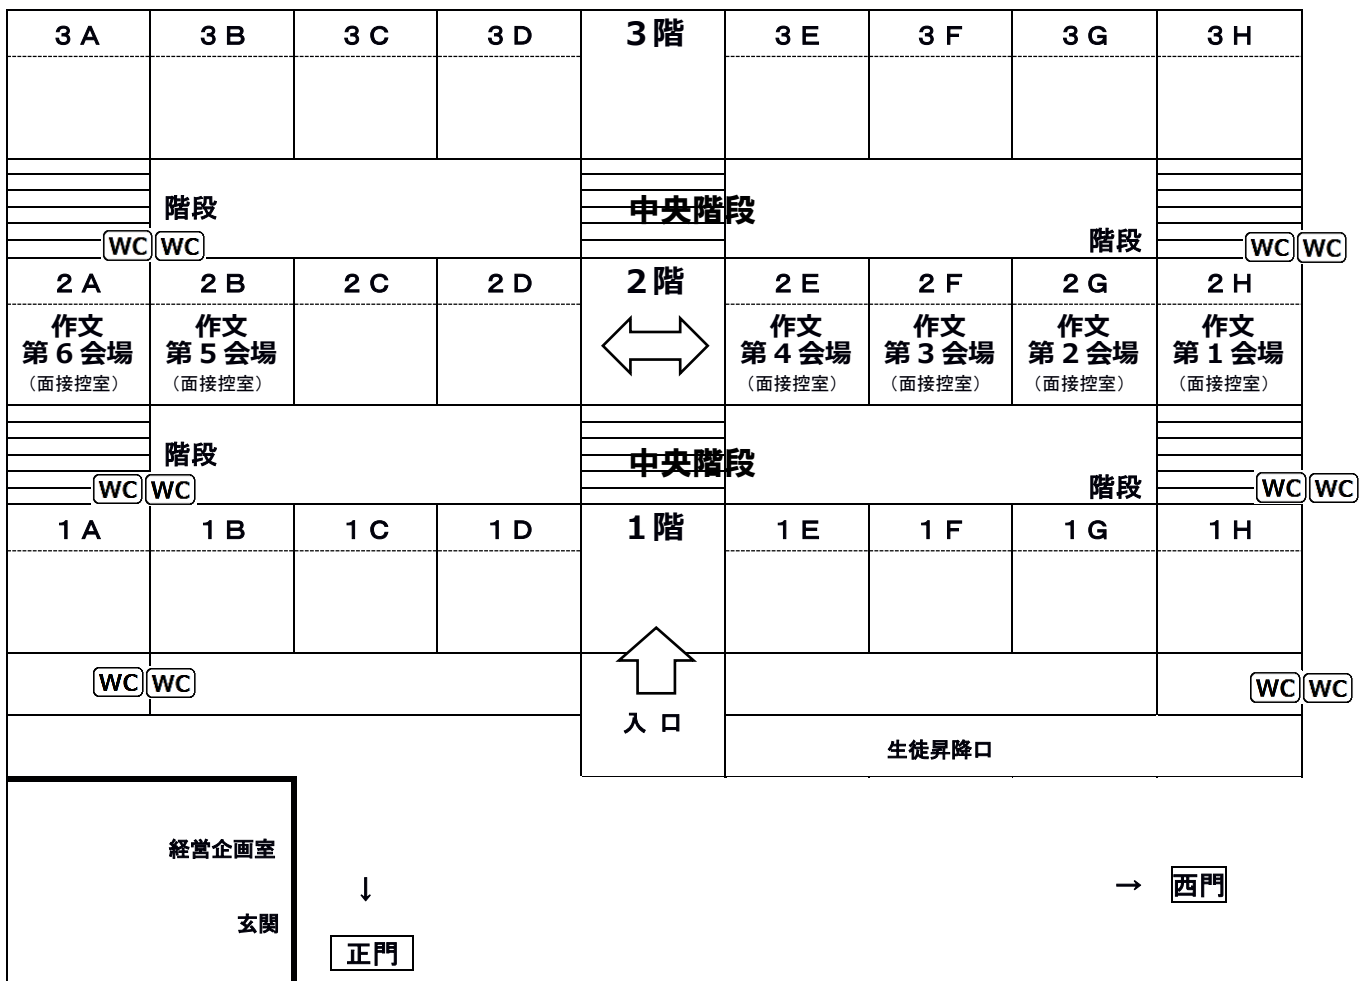 ３Ａ ３Ｂ ３Ｃ ３Ｄ ３階 ３Ｅ ３Ｆ ３Ｇ ３Ｈ
階段 中央階段 階段
WC WC WC WC
２Ａ ２Ｂ ２Ｃ ２Ｄ ２階 ２Ｅ ２Ｆ ２Ｇ ２Ｈ
作文 作文 作文 作文 作文 作文
第６会場 第５会場 第４会場 第３会場 第２会場 第１会場
（面接控室） （面接控室） （面接控室） （面接控室） （面接控室） （面接控室）
階段 中央階段 階段
WC WC WC WC
１Ａ １Ｂ １Ｃ １Ｄ １階 １Ｅ １Ｆ １Ｇ １Ｈ
WC WC WC WC
入 口
生徒昇降口
経営企画室
↓ → 西門
玄関
正門